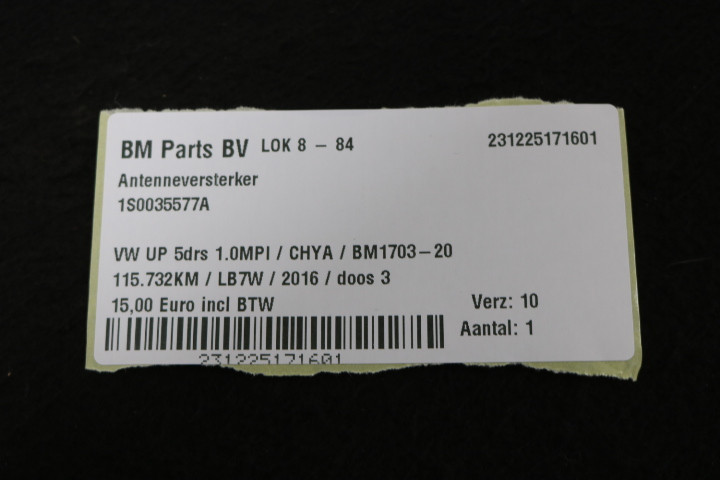 BM Parts BV LOK 8 - 84 231225171601
Antenneversterker
1S0035577A
VW UP 5drs 1.0MPI / CHYA / BM1703-20
115.732KM / LB7W / 2016 / doos 3
15,00 Euro incl BTW Verz: 10
Aantal: 1
231225171601